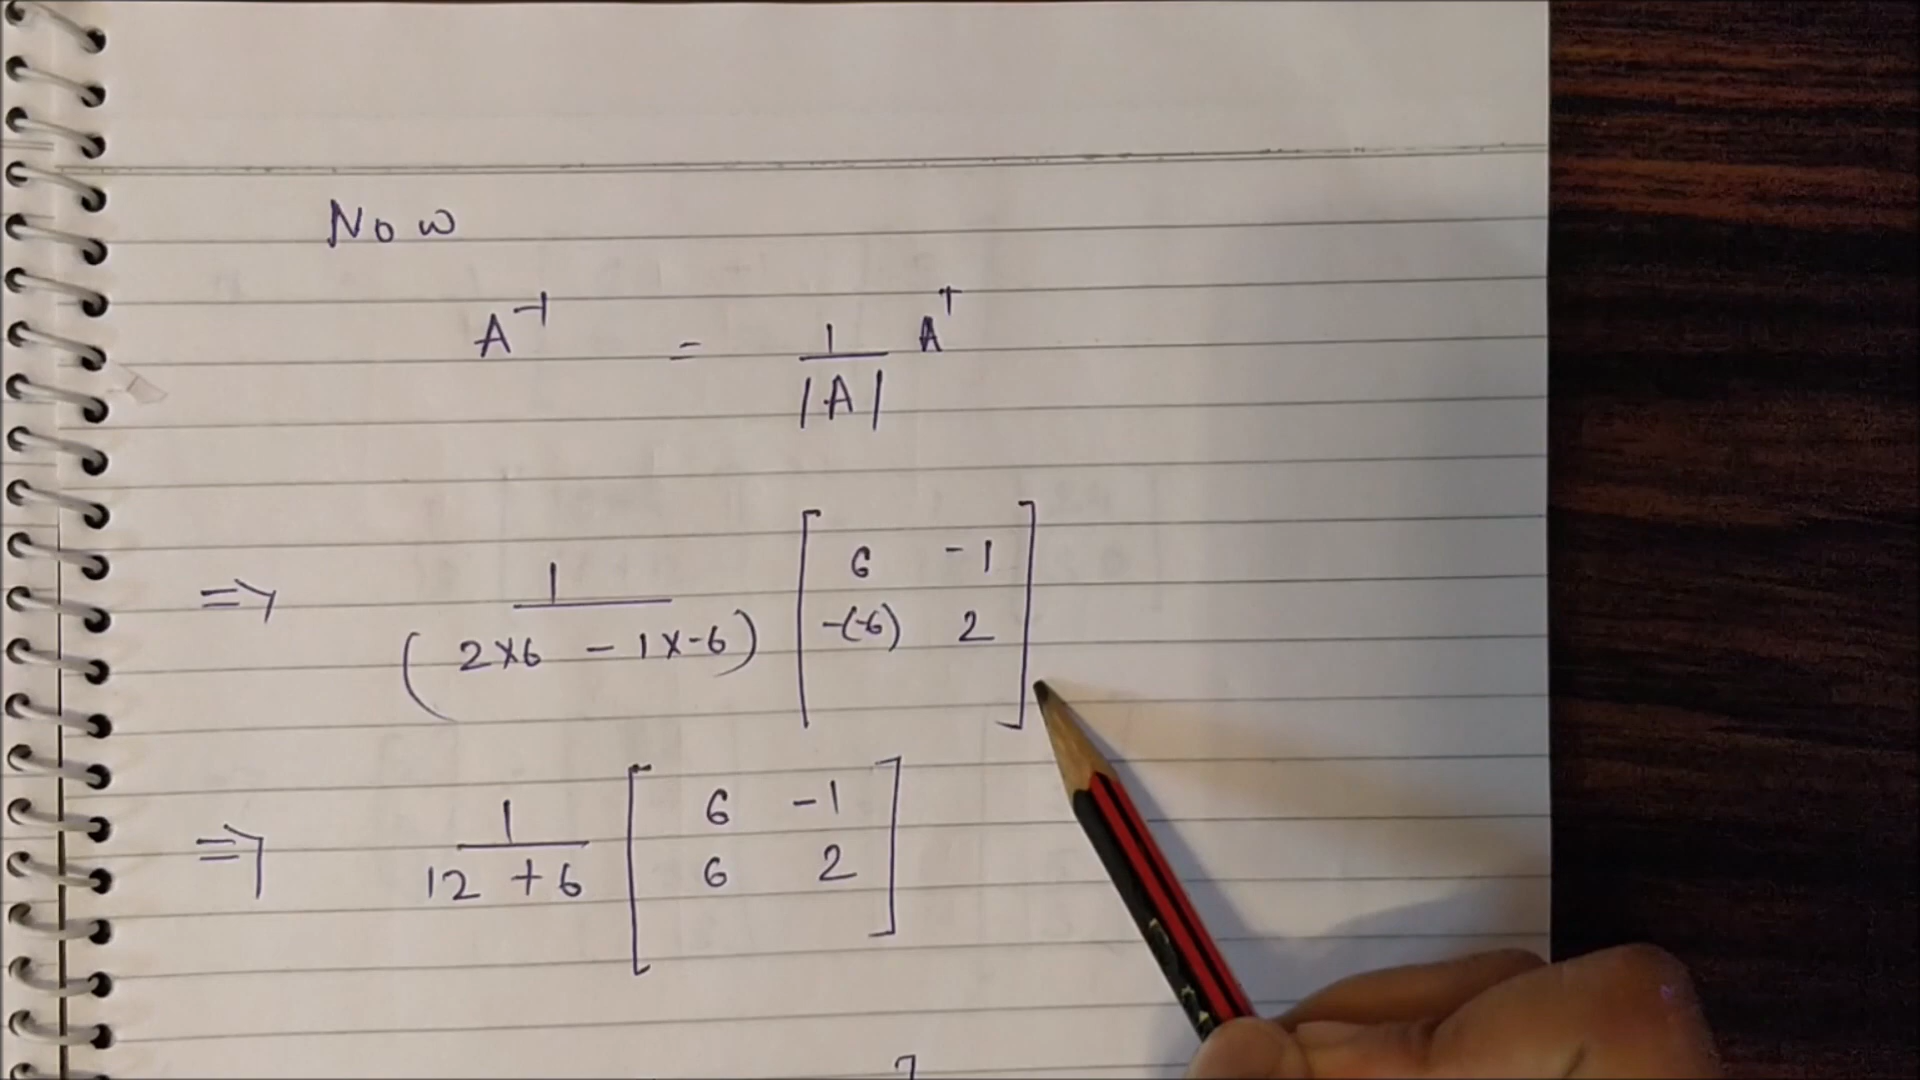 Now
A⁻¹ = 1/|A| A†
=> 1/(2×6 - 1×-6) [6 -1
-(-6) 2]
=> 1/(12 + 6) [6 -1
6 2]